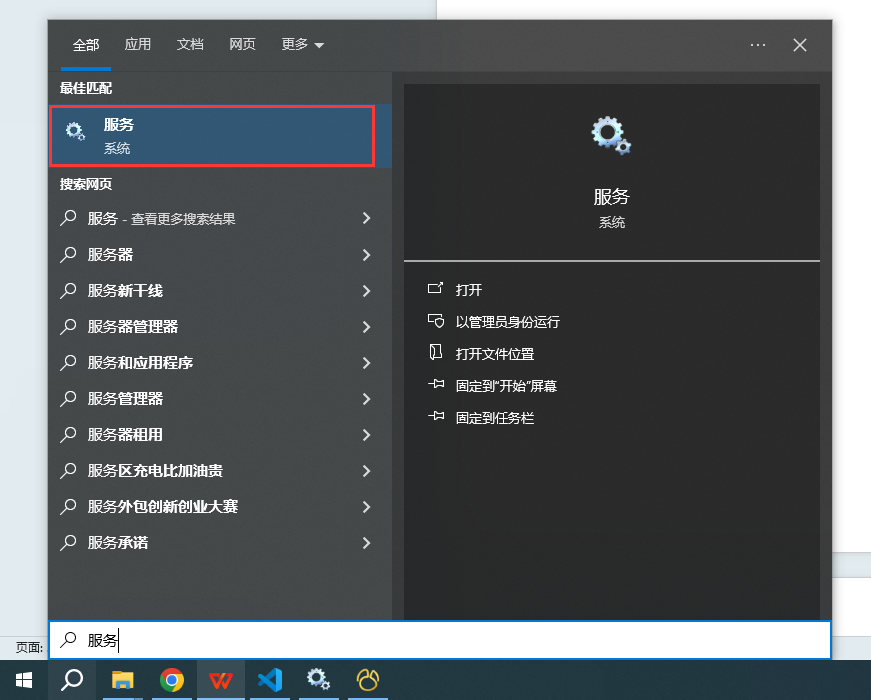 全部 应用 文档 网页 更多 ···
最佳匹配
服务
系统
搜索网页
服务 - 查看更多搜索结果
服务器
服务新干线
服务器管理器
服务和应用程序
服务管理器
服务器租用
服务区充电比加油贵
服务外包创新创业大赛
服务承诺
服务
系统
打开
以管理员身份运行
打开文件位置
固定到“开始”屏幕
固定到任务栏
页面:
服务